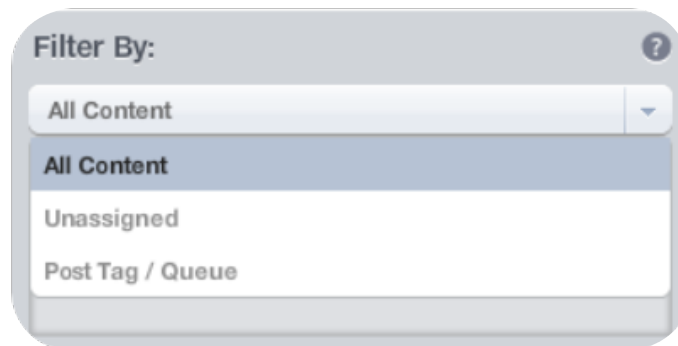 Filter By:
?
All Content
All Content
Unassigned
Post Tag / Queue